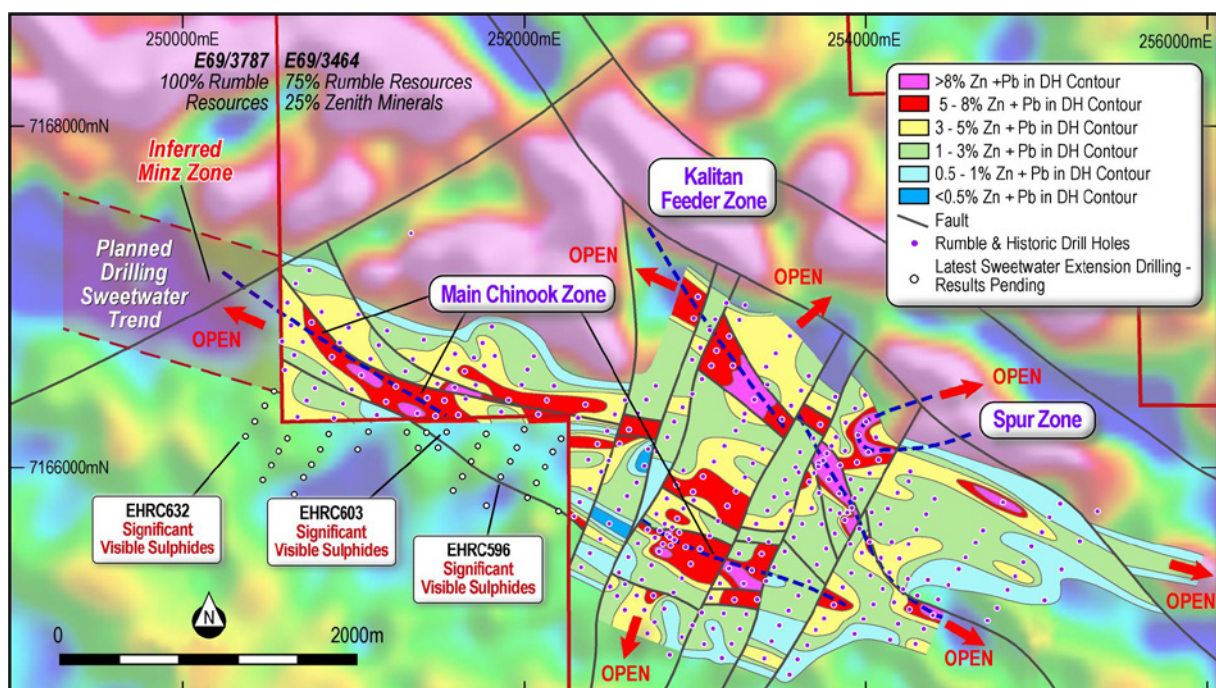 250000mE
252000mE
254000mE
256000mE
7168000mN
7166000mN
E69/3787
100% Rumble
Resources
E69/3464
75% Rumble Resources
25% Zenith Minerals
>8% Zn +Pb in DH Contour
5 - 8% Zn + Pb in DH Contour
3 - 5% Zn + Pb in DH Contour
1 - 3% Zn + Pb in DH Contour
0.5 - 1% Zn + Pb in DH Contour
<0.5% Zn + Pb in DH Contour
Fault
Rumble & Historic Drill Holes
Latest Sweetwater Extension Drilling -
Results Pending
Inferred
Minz Zone
Kalitan
Feeder Zone
Planned
Drilling
Sweetwater
Trend
OPEN
Main Chinook Zone
OPEN
OPEN
OPEN
Spur Zone
EHRC632
Significant
Visible Sulphides
EHRC603
Significant
Visible Sulphides
EHRC596
Significant
Visible Sulphides
OPEN
OPEN
OPEN
N
0
2000m